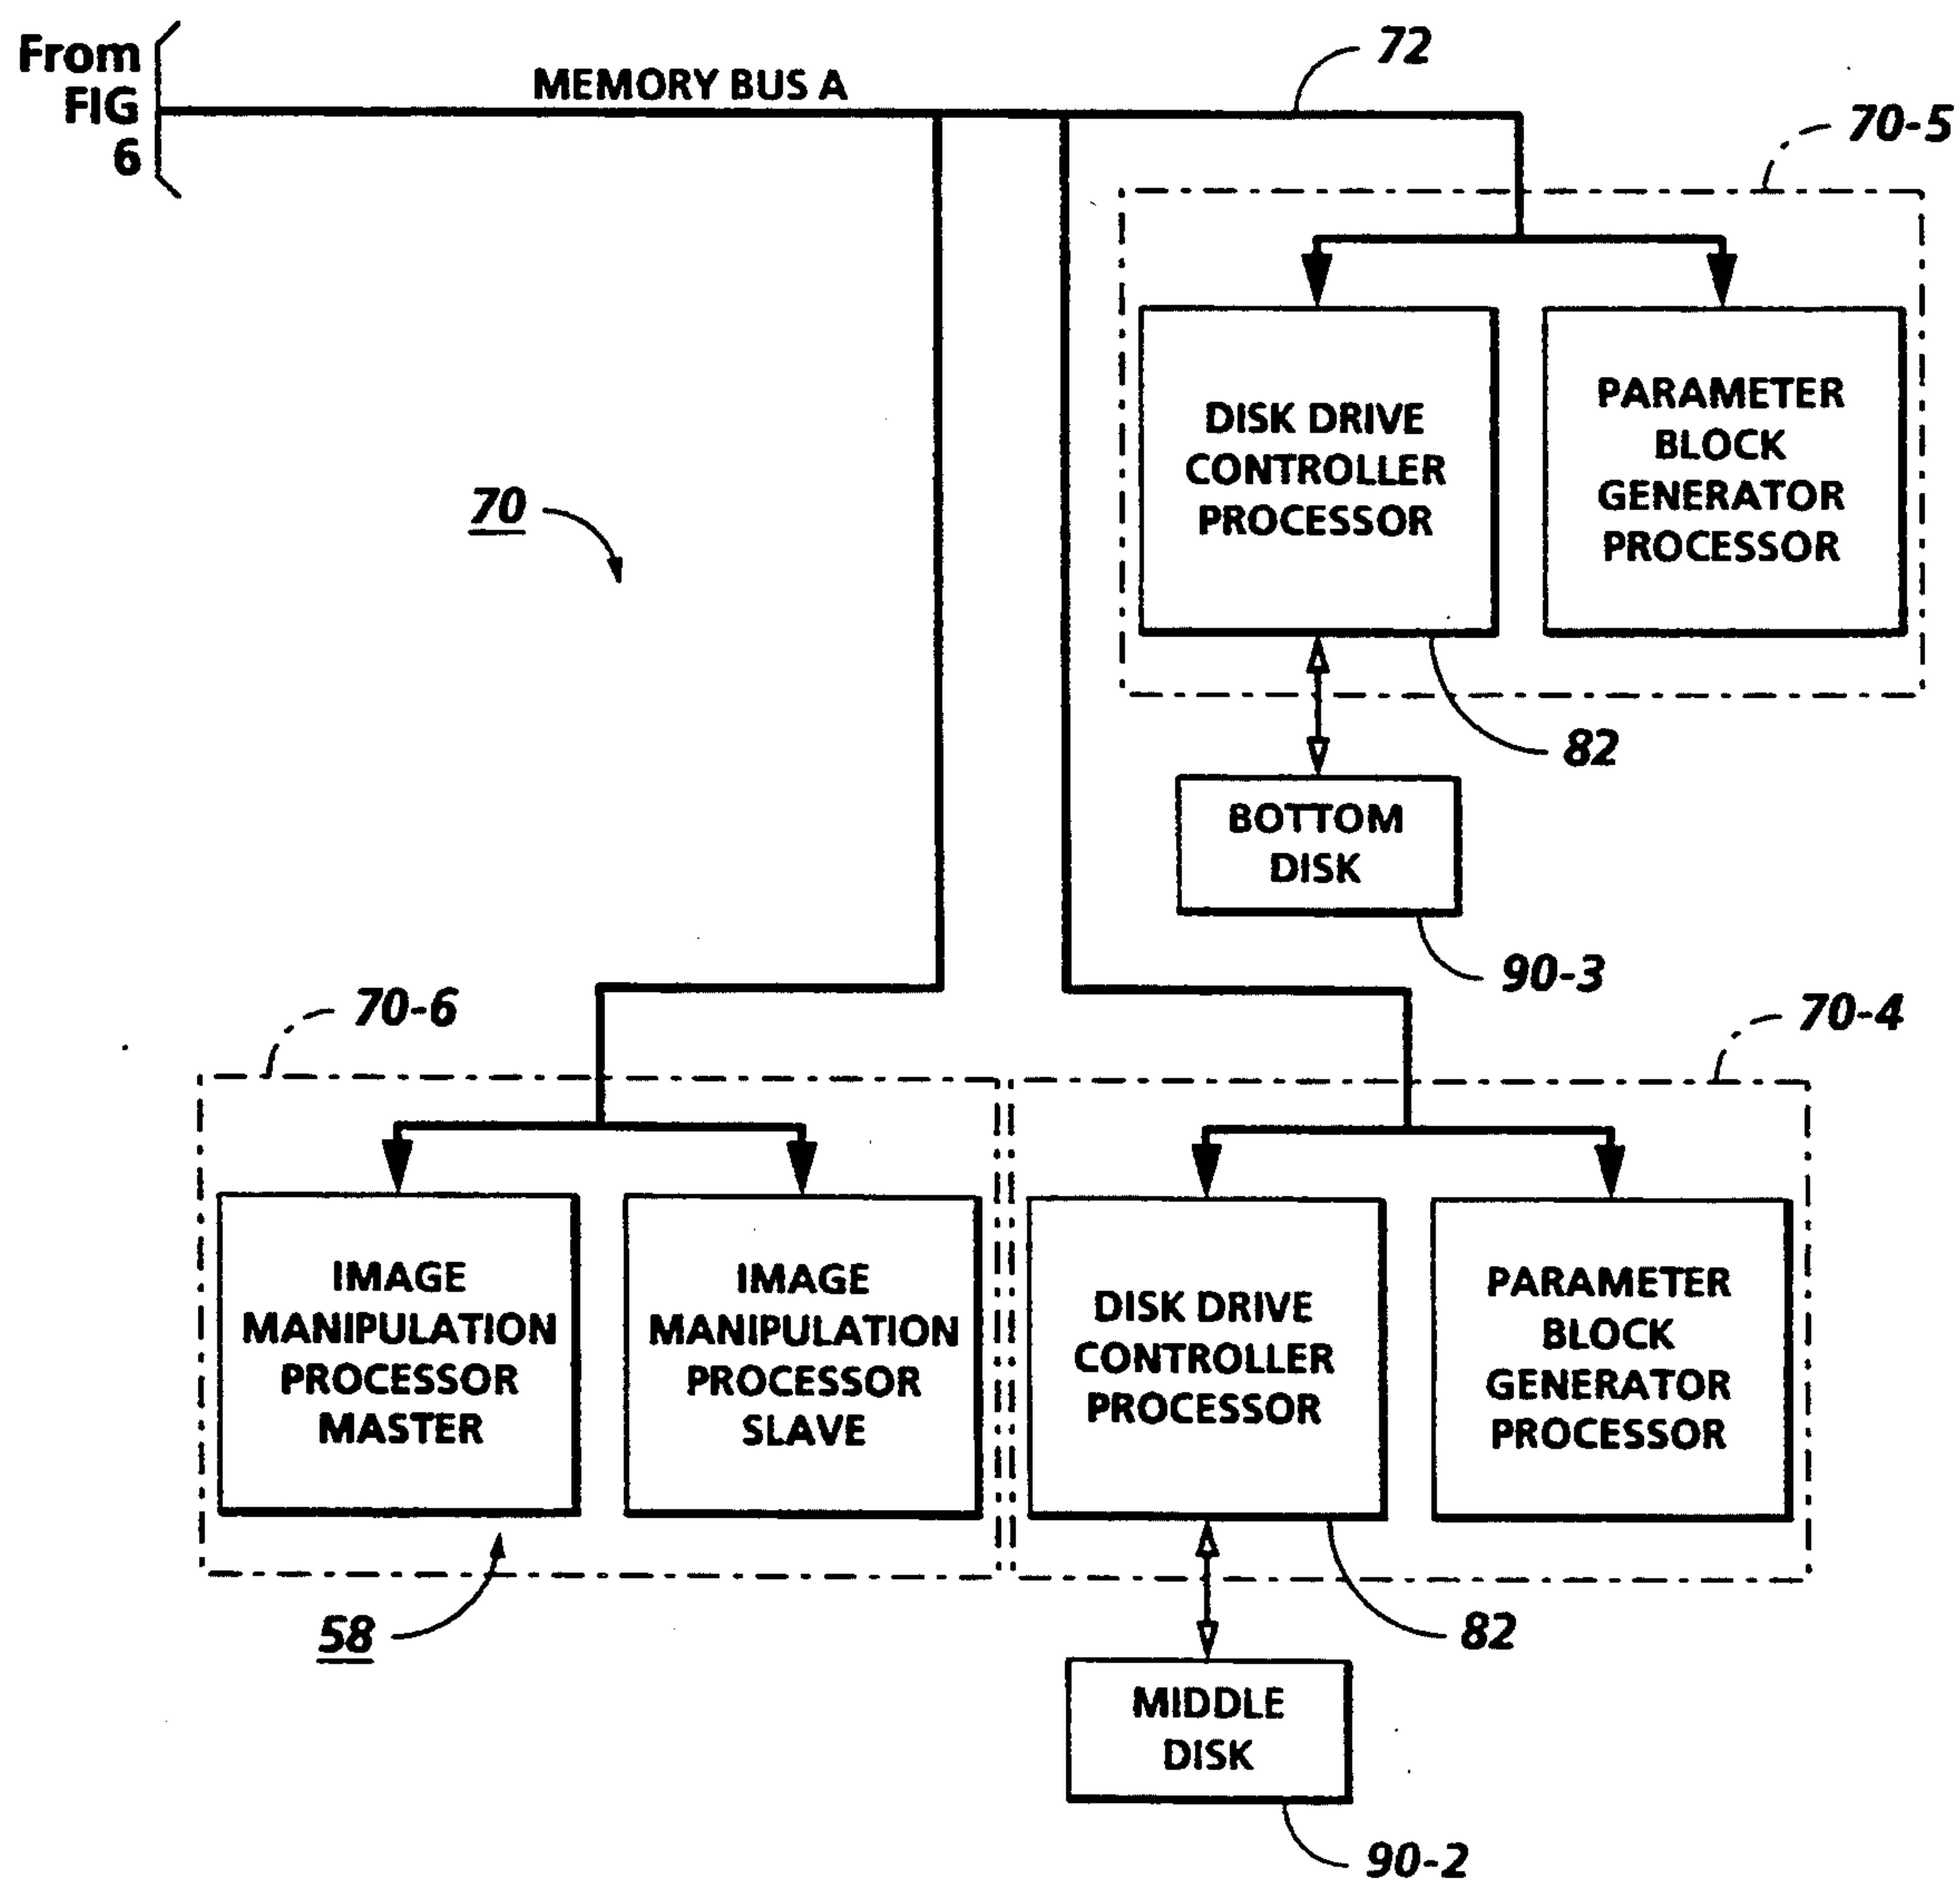 From
FIG
6
MEMORY BUS A
72
70-5
DISK DRIVE
CONTROLLER
PROCESSOR
PARAMETER
BLOCK
GENERATOR
PROCESSOR
70
82
BOTTOM
DISK
90-3
70-6
70-4
IMAGE
MANIPULATION
PROCESSOR
MASTER
IMAGE
MANIPULATION
PROCESSOR
SLAVE
DISK DRIVE
CONTROLLER
PROCESSOR
PARAMETER
BLOCK
GENERATOR
PROCESSOR
58
82
MIDDLE
DISK
90-2